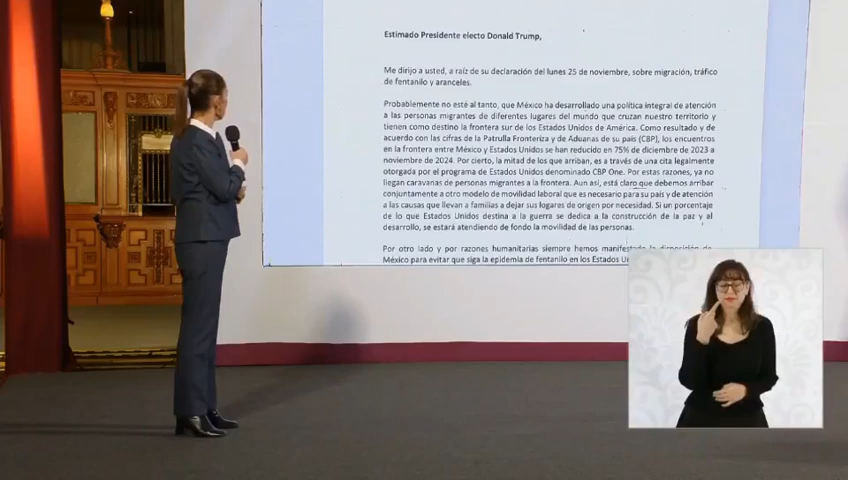 Estimado Presidente electo Donald Trump,
Me dirijo a usted, a raíz de su declaración del lunes 25 de noviembre, sobre migración, tráfico
de fentanilo y aranceles.
Probablemente no esté al tanto, que México ha desarrollado una política integral de atención
a las personas migrantes de diferentes lugares del mundo que cruzan nuestro territorio y
tienen como destino la frontera sur de los Estados Unidos de América. Como resultado y de
acuerdo con las cifras de la Patrulla Fronteriza y de Aduanas de su país (CBP), los encuentros
en la frontera entre México y Estados Unidos se han reducido en 75% de diciembre de 2023 a
noviembre de 2024. Por cierto, la mitad de los que arriban, es a través de una cita legalmente
otorgada por el programa de Estados Unidos denominado CBP One. Por estas razones, ya no
llegan caravanas de personas migrantes a la frontera. Aun así, está claro que debemos arribar
conjuntamente a otro modelo de movilidad laboral que es necesario para su país y de atención
a las causas que llevan a familias a dejar sus lugares de origen por necesidad. Si un porcentaje
de lo que Estados Unidos destina a la guerra se dedica a la construcción de la paz y al
desarrollo, se estará atendiendo de fondo la movilidad de las personas.
Por otro lado y por razones humanitarias siempre hemos manifestado la disposición de
México para evitar que siga la epidemia de fentanilo en los Estados